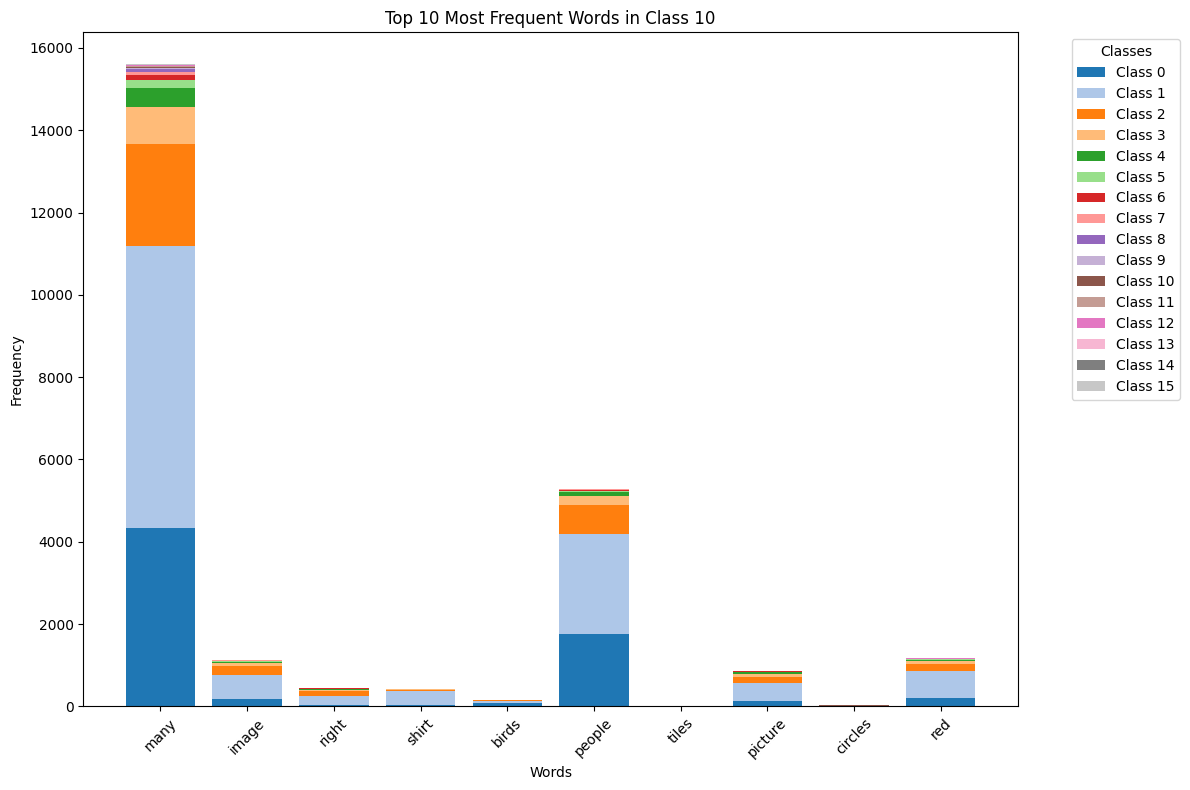 Top 10 Most Frequent Words in Class 10
Frequency
16000
14000
12000
10000
8000
6000
4000
2000
0
many
image
right
shirt
birds
people
tiles
picture
circles
red
Words
Classes
Class 0
Class 1
Class 2
Class 3
Class 4
Class 5
Class 6
Class 7
Class 8
Class 9
Class 10
Class 11
Class 12
Class 13
Class 14
Class 15